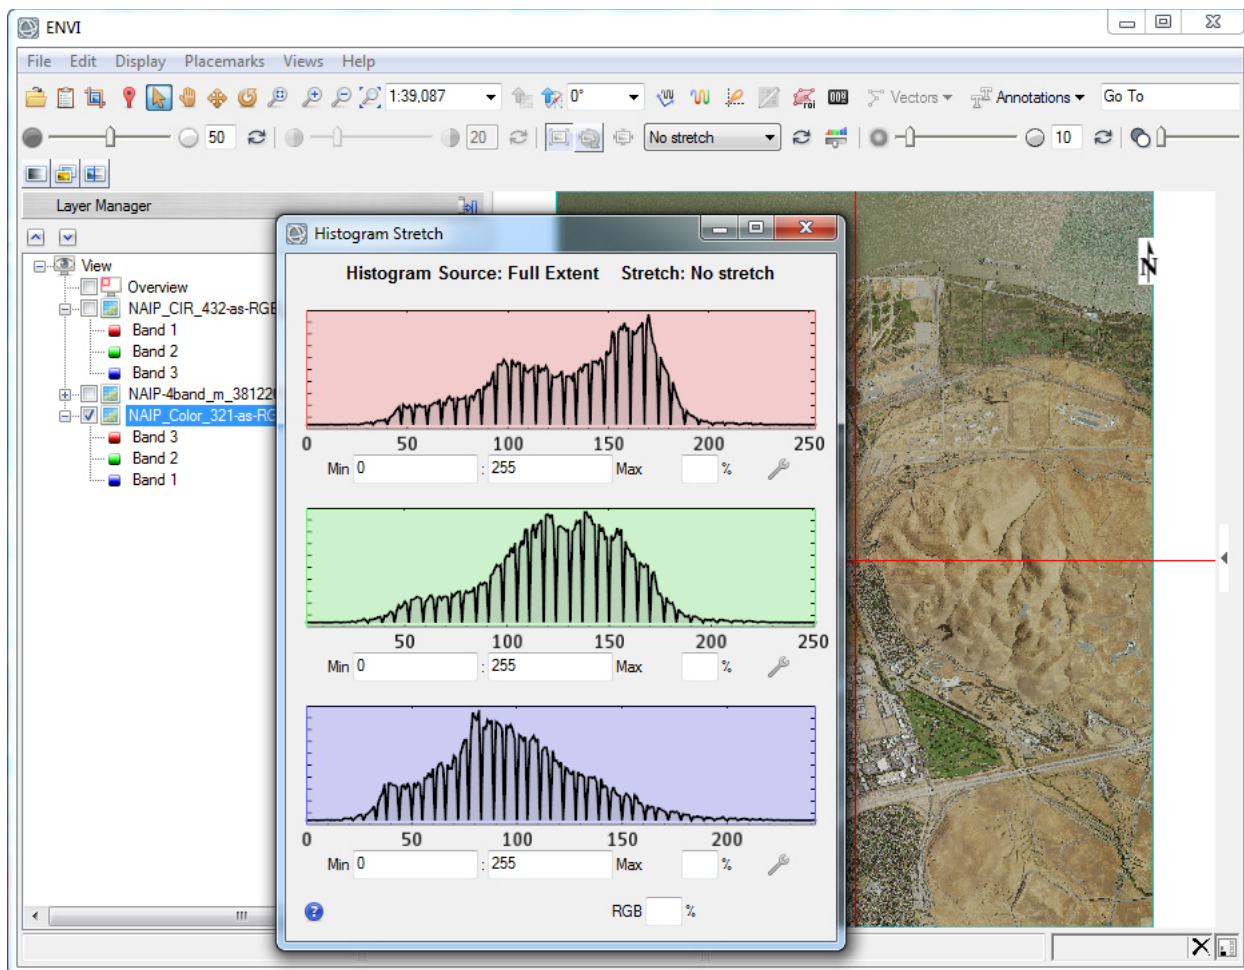 ENVI
File Edit Display Placemarks Views Help
1:39,087 0° roi Vectors Annotations Go To
50 20 No stretch 10
Layer Manager
Histogram Stretch
View
Overview
NAIP_CIR_432-as-RGB
Band 1
Band 2
Band 3
NAIP-4band_m_38122
NAIP_Color_321-as-RG
Band 3
Band 2
Band 1
Histogram Source: Full Extent Stretch: No stretch
0 50 100 150 200 250
Min 0 : 255 Max %
50 100 150 200 250
Min 0 : 255 Max %
0 50 100 150 200
Min 0 : 255 Max %
RGB %
N